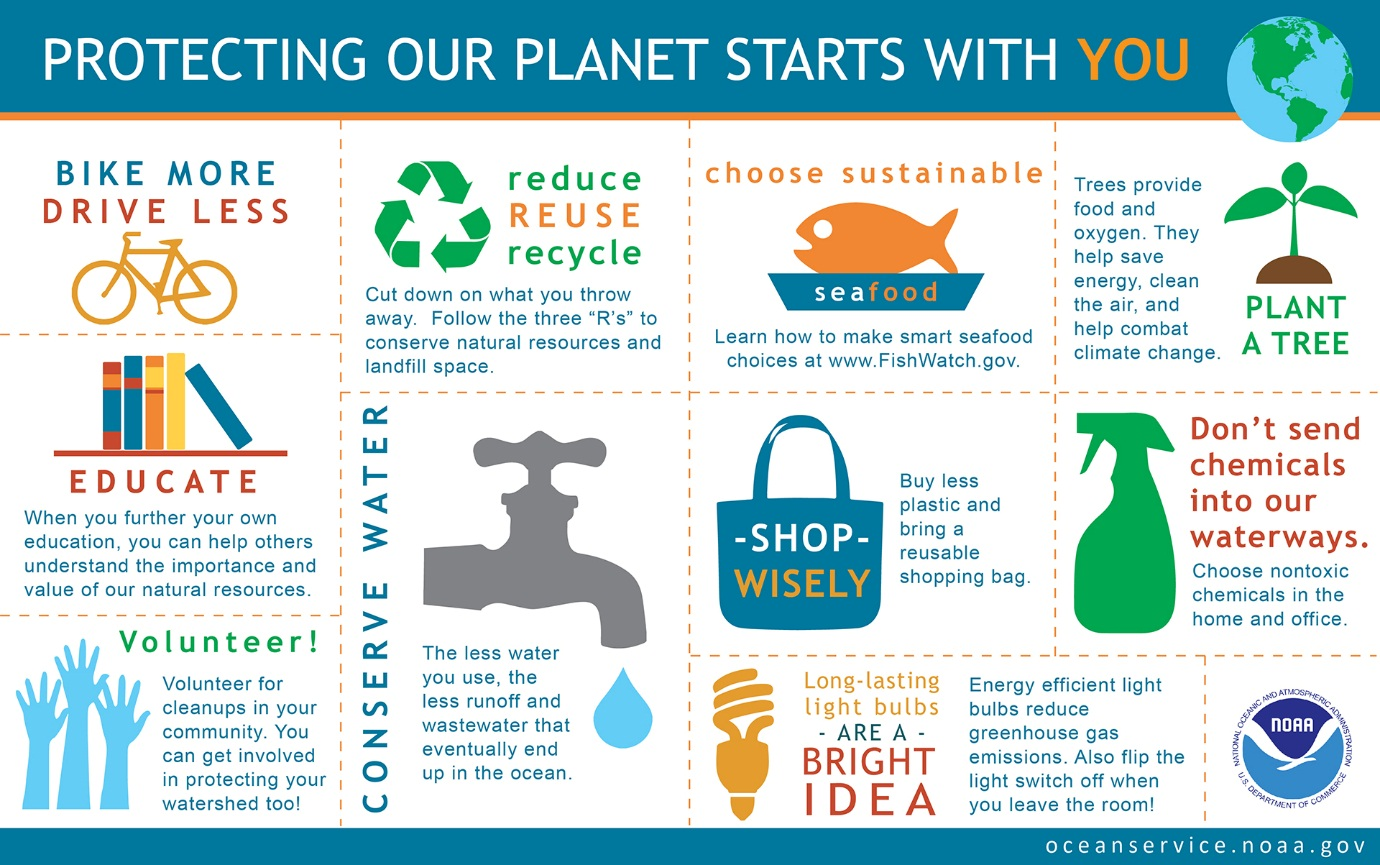 PROTECTING OUR PLANET STARTS WITH YOU
BIKE MORE
DRIVE LESS
EDUCATE
When you further your own
education, you can help others
understand the importance and
value of our natural resources.
Volunteer!
Volunteer for
cleanups in your
community. You
can get involved
in protecting your
watershed too!
reduce
REUSE
recycle
Cut down on what you throw
away. Follow the three “R’s” to
conserve natural resources and
landfill space.
CONSERVE WATER
The less water
you use, the
less runoff and
wastewater that
eventually end
up in the ocean.
choose sustainable
seafood
Learn how to make smart seafood
choices at www.FishWatch.gov.
Trees provide
food and
oxygen. They
help save
energy, clean
the air, and
help combat
climate change.
PLANT
A TREE
-SHOP-
WISELY
Buy less
plastic and
bring a
reusable
shopping bag.
Don’t send
chemicals
into our
waterways.
Choose nontoxic
chemicals in the
home and office.
Long-lasting
light bulbs
- ARE A -
BRIGHT
IDEA
Energy efficient light
bulbs reduce
greenhouse gas
emissions. Also flip the
light switch off when
you leave the room!
NATIONAL OCEANIC AND ATMOSPHERIC ADMINISTRATION
NOAA
U.S. DEPARTMENT OF COMMERCE
oceanservice.noaa.gov